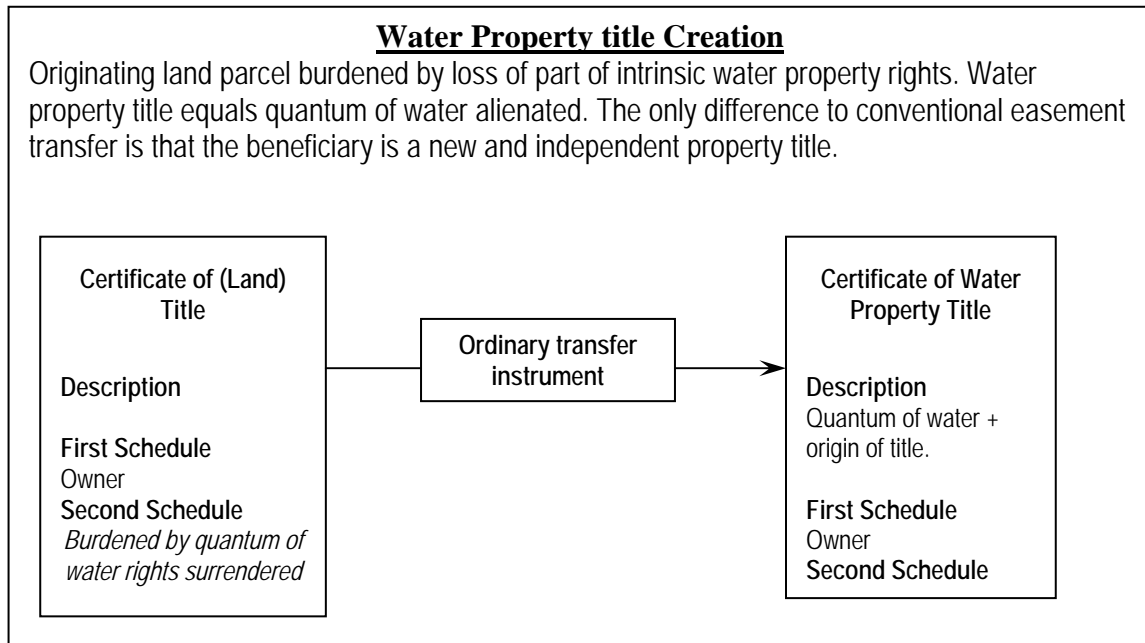 Water Property title Creation
Originating land parcel burdened by loss of part of intrinsic water property rights. Water
property title equals quantum of water alienated. The only difference to conventional easement
transfer is that the beneficiary is a new and independent property title.
Certificate of (Land)
Title
Description
First Schedule
Owner
Second Schedule
Burdened by quantum of
water rights surrendered
Ordinary transfer
instrument
Certificate of Water
Property Title
Description
Quantum of water +
origin of title.
First Schedule
Owner
Second Schedule